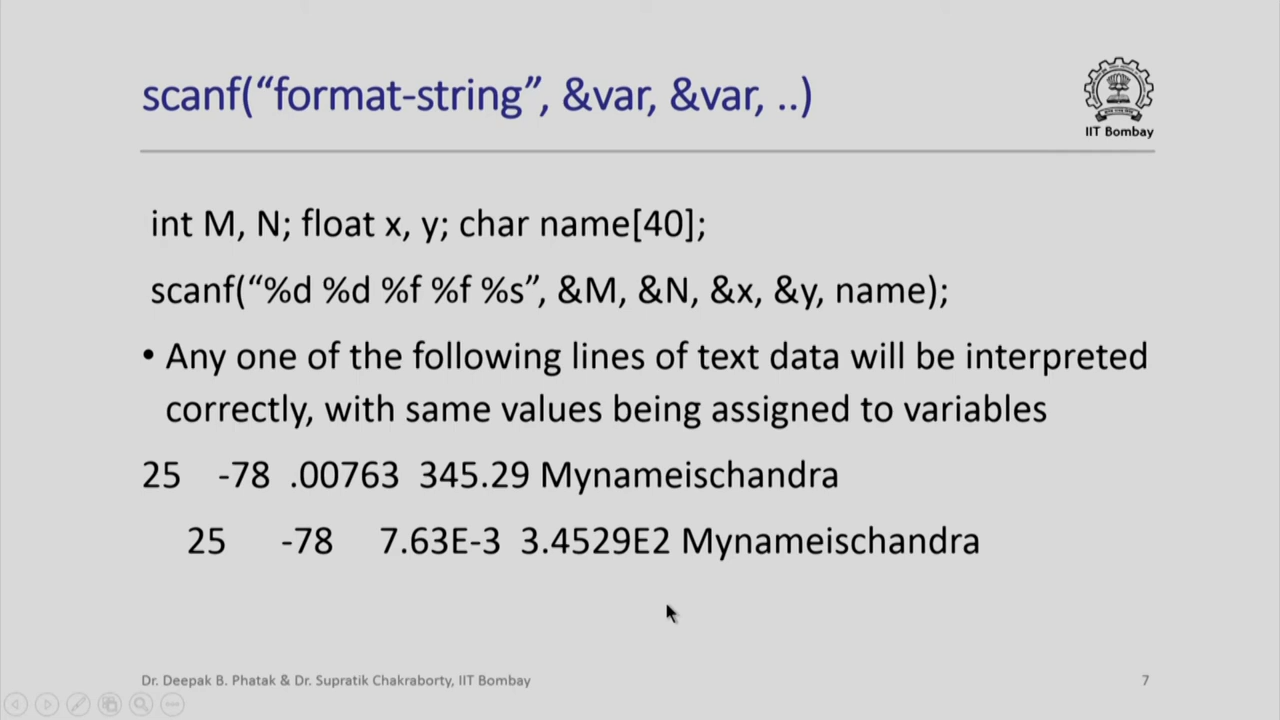 scanf(“format-string”, &var, &var, ..)
IIT Bombay
int M, N; float x, y; char name[40];
scanf(“%d %d %f %f %s”, &M, &N, &x, &y, name);
• Any one of the following lines of text data will be interpreted
correctly, with same values being assigned to variables
25 -78 .00763 345.29 Mynameischandra
25 -78 7.63E-3 3.4529E2 Mynameischandra
Dr. Deepak B. Phatak & Dr. Supratik Chakraborty, IIT Bombay
7